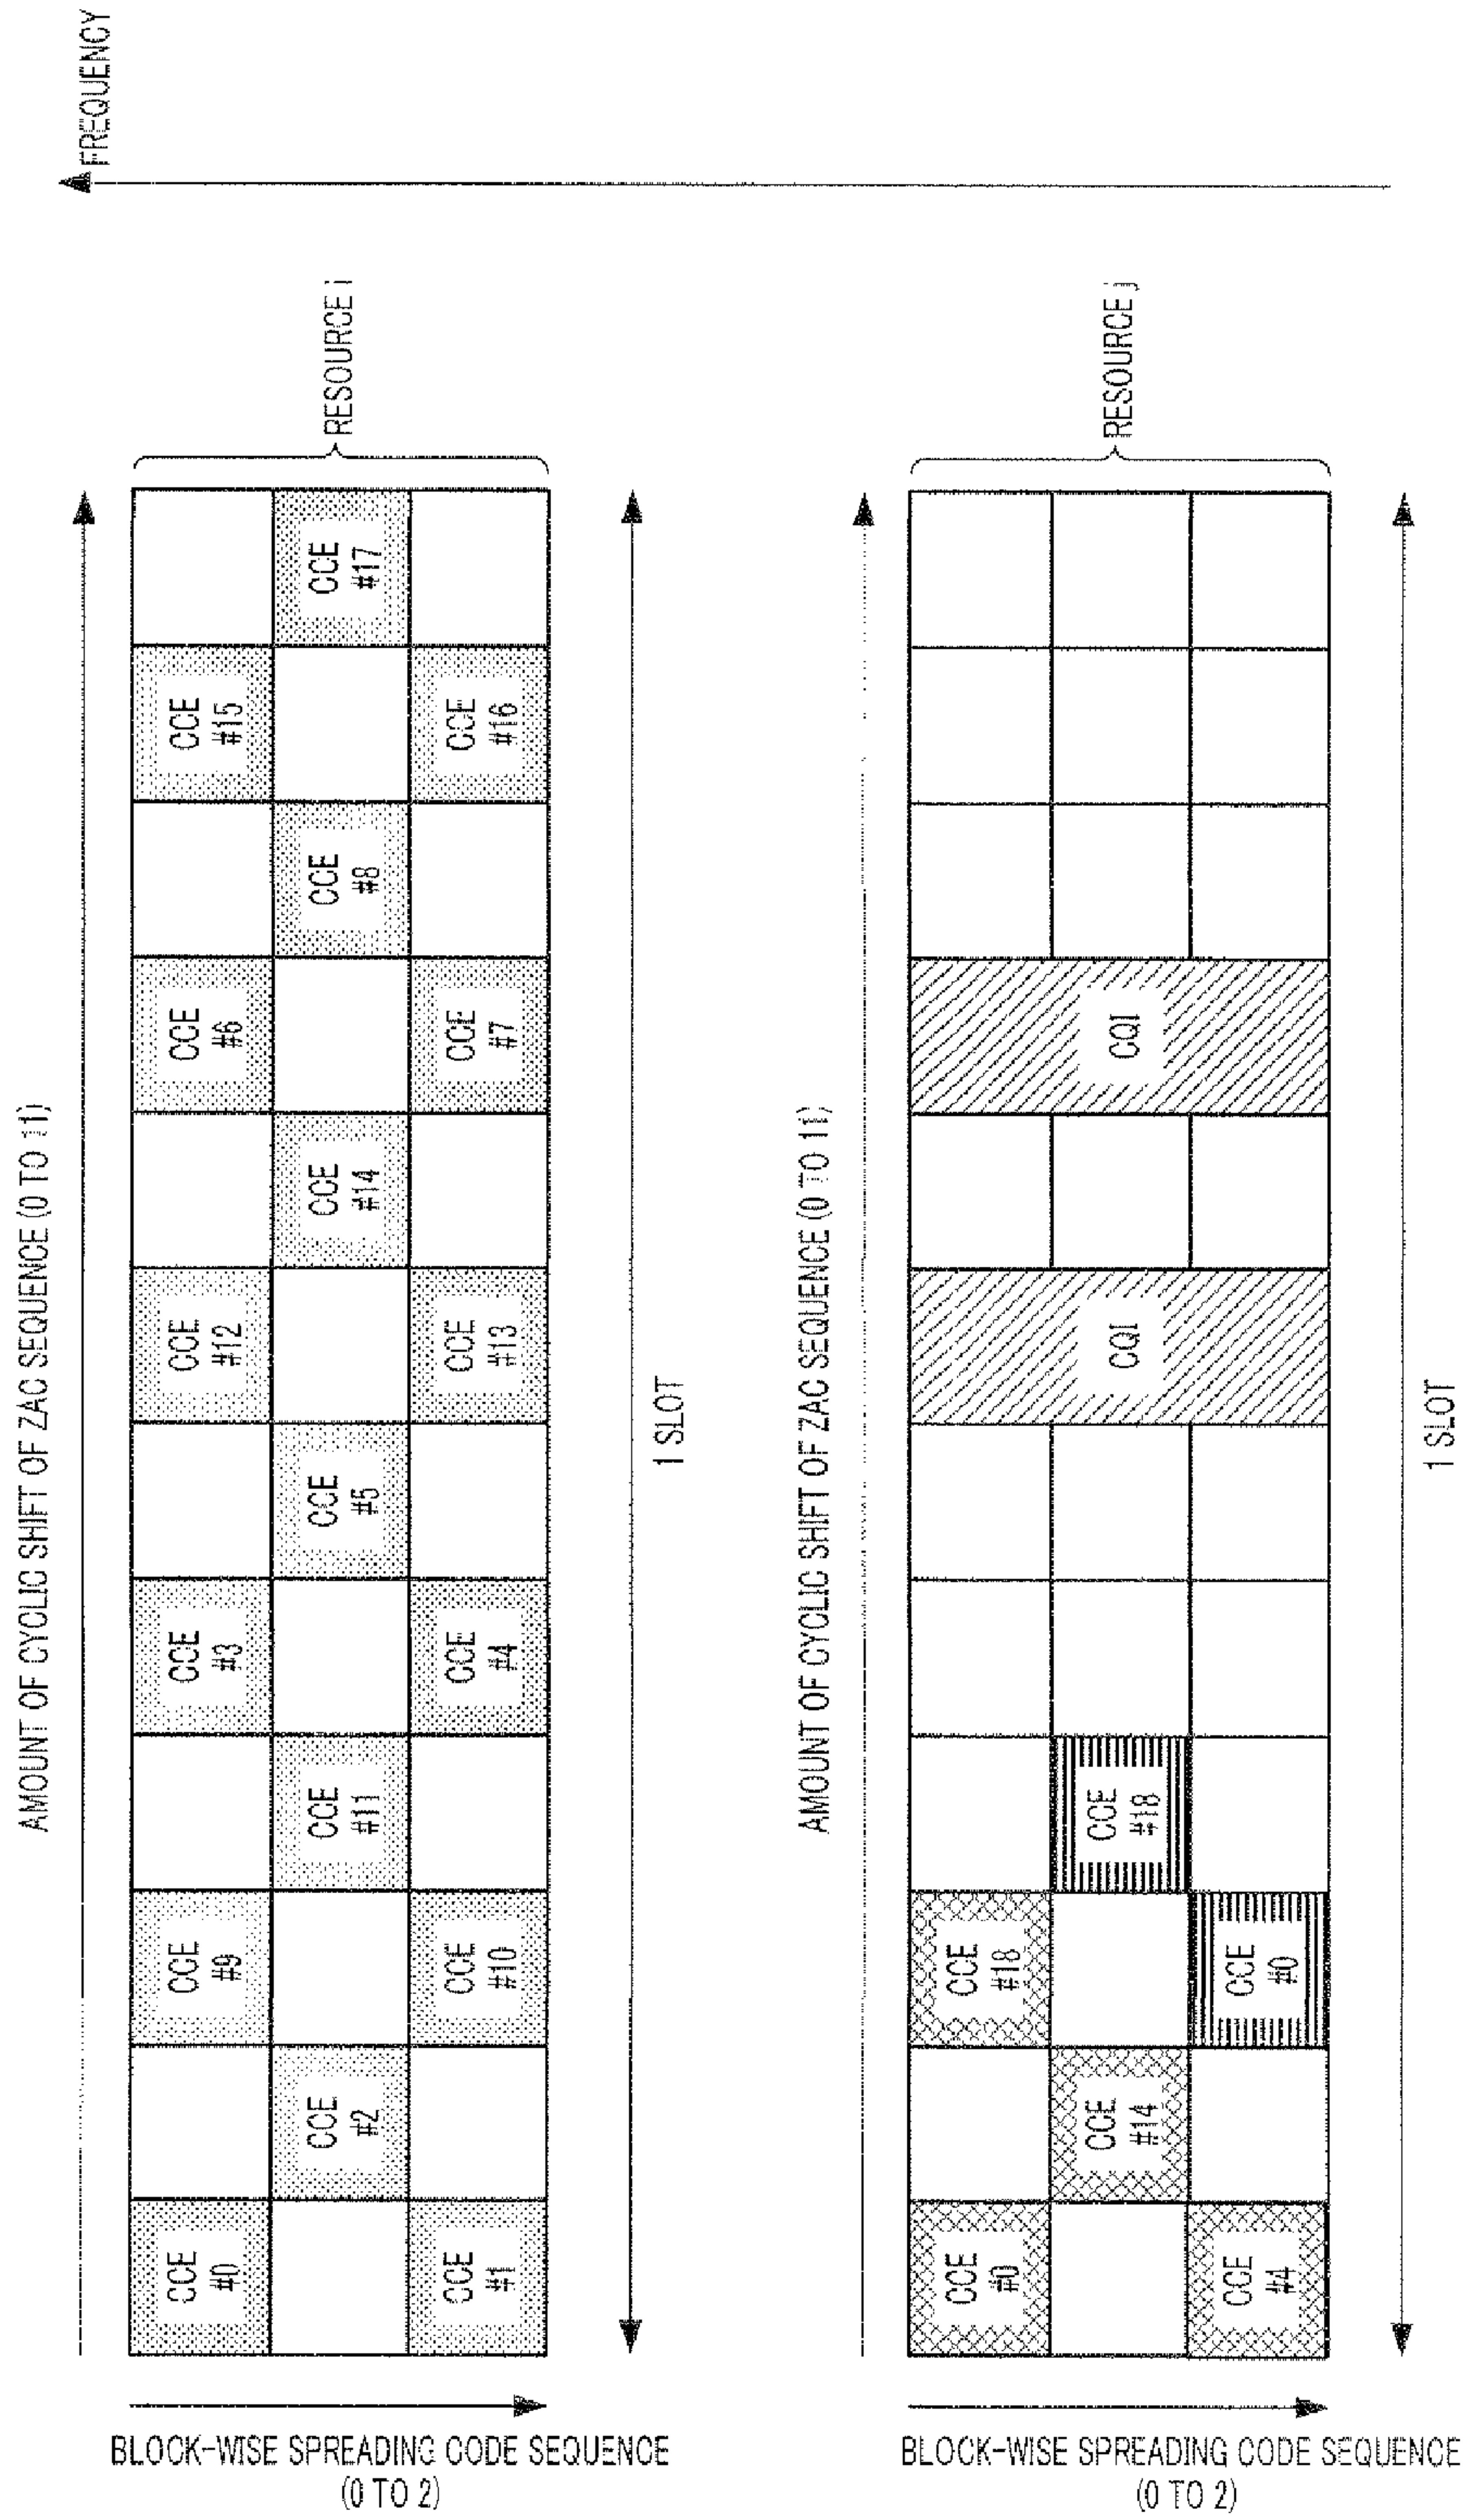 FREQUENCY
AMOUNT OF CYCLIC SHIFT OF ZAC SEQUENCE (0 TO 11)
CCE
#0
CCE
#9
CCE
#3
CCE
#12
CCE
#6
CCE
#15
CCE
#2
CCE
#11
CCE
#5
CCE
#14
CCE
#8
CCE
#17
CCE
#1
CCE
#10
CCE
#4
CCE
#13
CCE
#7
CCE
#16
RESOURCE i
1 SLOT
BLOCK-WISE SPREADING CODE SEQUENCE
(0 TO 2)
AMOUNT OF CYCLIC SHIFT OF ZAC SEQUENCE (0 TO 11)
CCE
#0
CCE
#18
CCE
#14
CCE
#18
CQI
CQI
CCE
#4
CCE
#0
RESOURCE j
1 SLOT
BLOCK-WISE SPREADING CODE SEQUENCE
(0 TO 2)